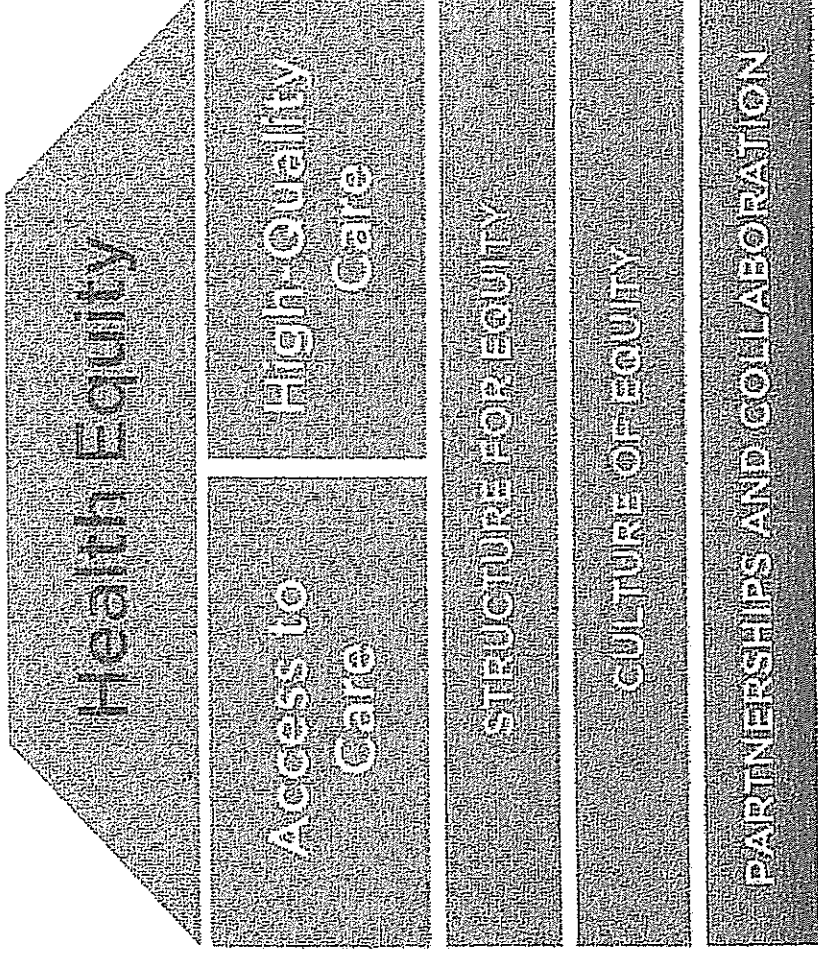 Health Equity
Access to
Care
High-Quality
Care
STRUCTURE FOR EQUITY
CULTURE OF EQUITY
PARTNERSHIPS AND COLLABORATION